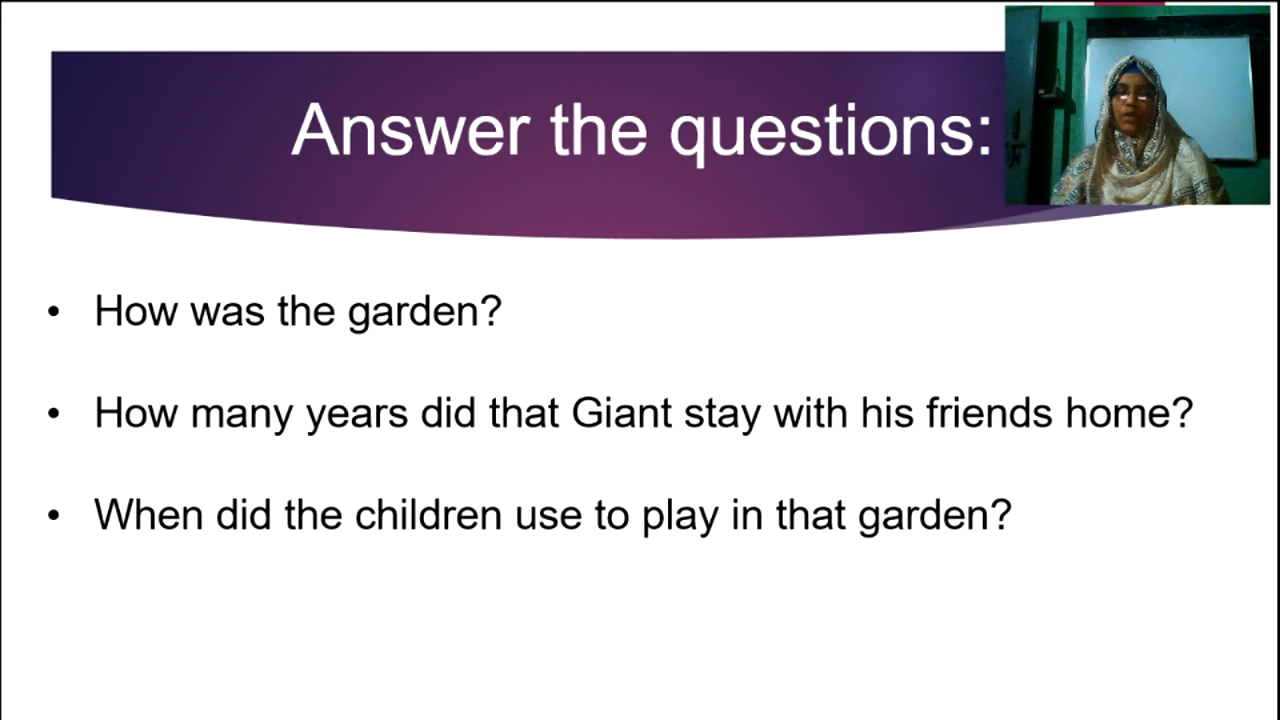 Answer the questions:
• How was the garden?
• How many years did that Giant stay with his friends home?
• When did the children use to play in that garden?